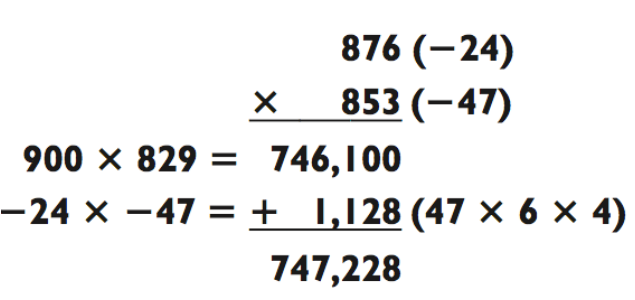 876 (−24)
× 853 (−47)
900 × 829 = 746,100
−24 × −47 = + 1,128 (47 × 6 × 4)
747,228